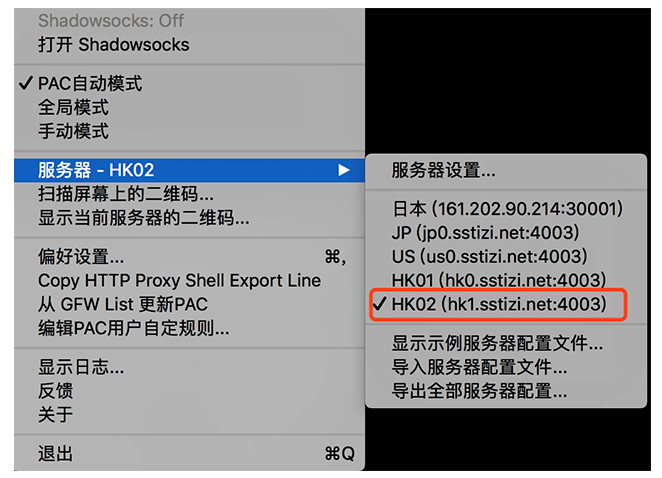 Shadowsocks: Off
打开 Shadowsocks
✓ PAC自动模式
全局模式
手动模式
服务器 - HK02 ▶
扫描屏幕上的二维码...
显示当前服务器的二维码...
偏好设置... ⌘,
Copy HTTP Proxy Shell Export Line
从 GFW List 更新PAC
编辑PAC用户自定规则...
显示日志...
反馈
关于
退出 ⌘Q
服务器设置...
日本 (161.202.90.214:30001)
JP (jp0.sstizi.net:4003)
US (us0.sstizi.net:4003)
HK01 (hk0.sstizi.net:4003)
✓ HK02 (hk1.sstizi.net:4003)
显示示例服务器配置文件...
导入服务器配置文件...
导出全部服务器配置...